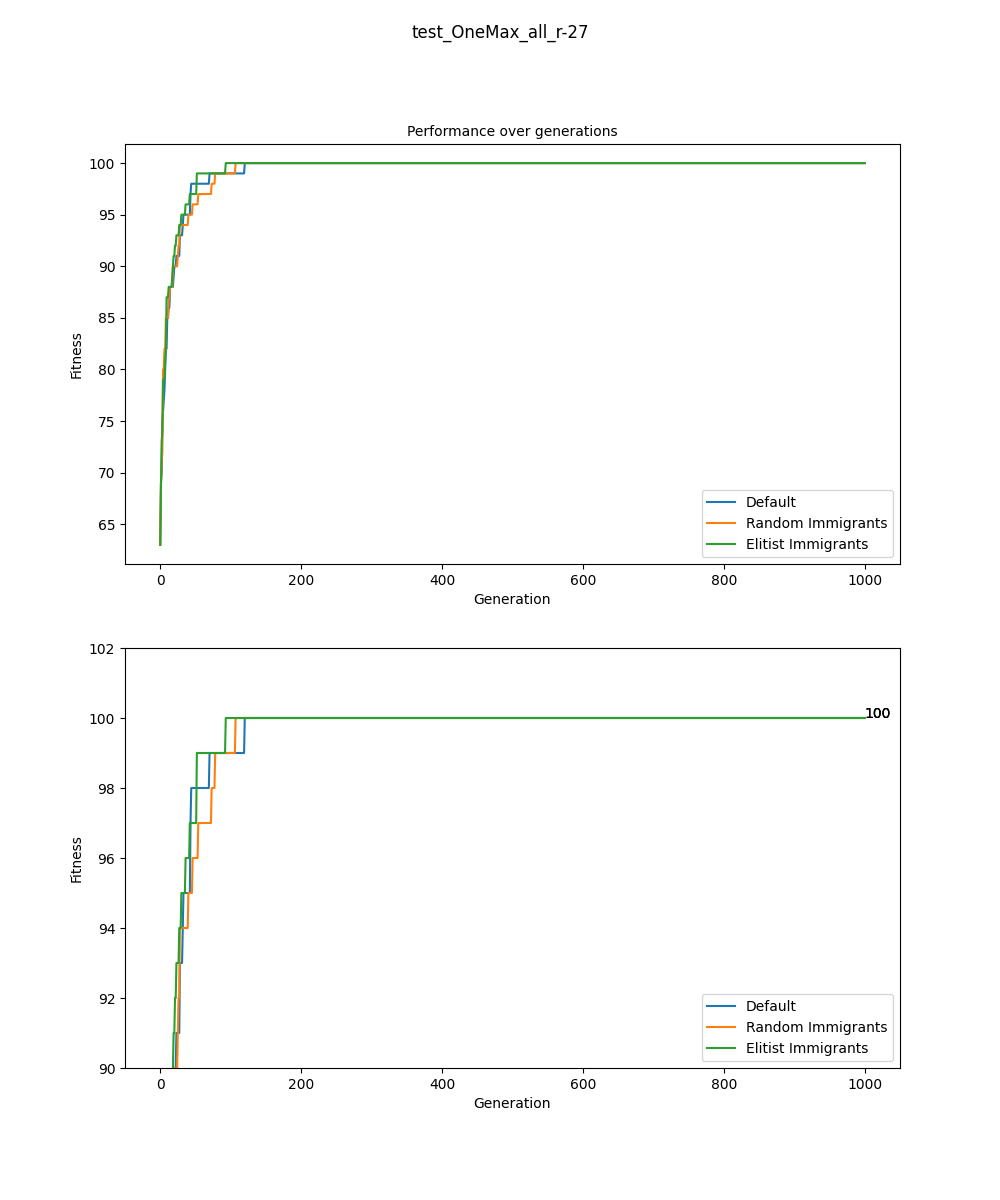 test_OneMax_all_r-27
Performance over generations
100
95
90
85
80
75
70
65
Fitness
Default
Random Immigrants
Elitist Immigrants
0 200 400 600 800 1000
Generation
102
100
98
96
94
92
90
Fitness
100
Default
Random Immigrants
Elitist Immigrants
0 200 400 600 800 1000
Generation